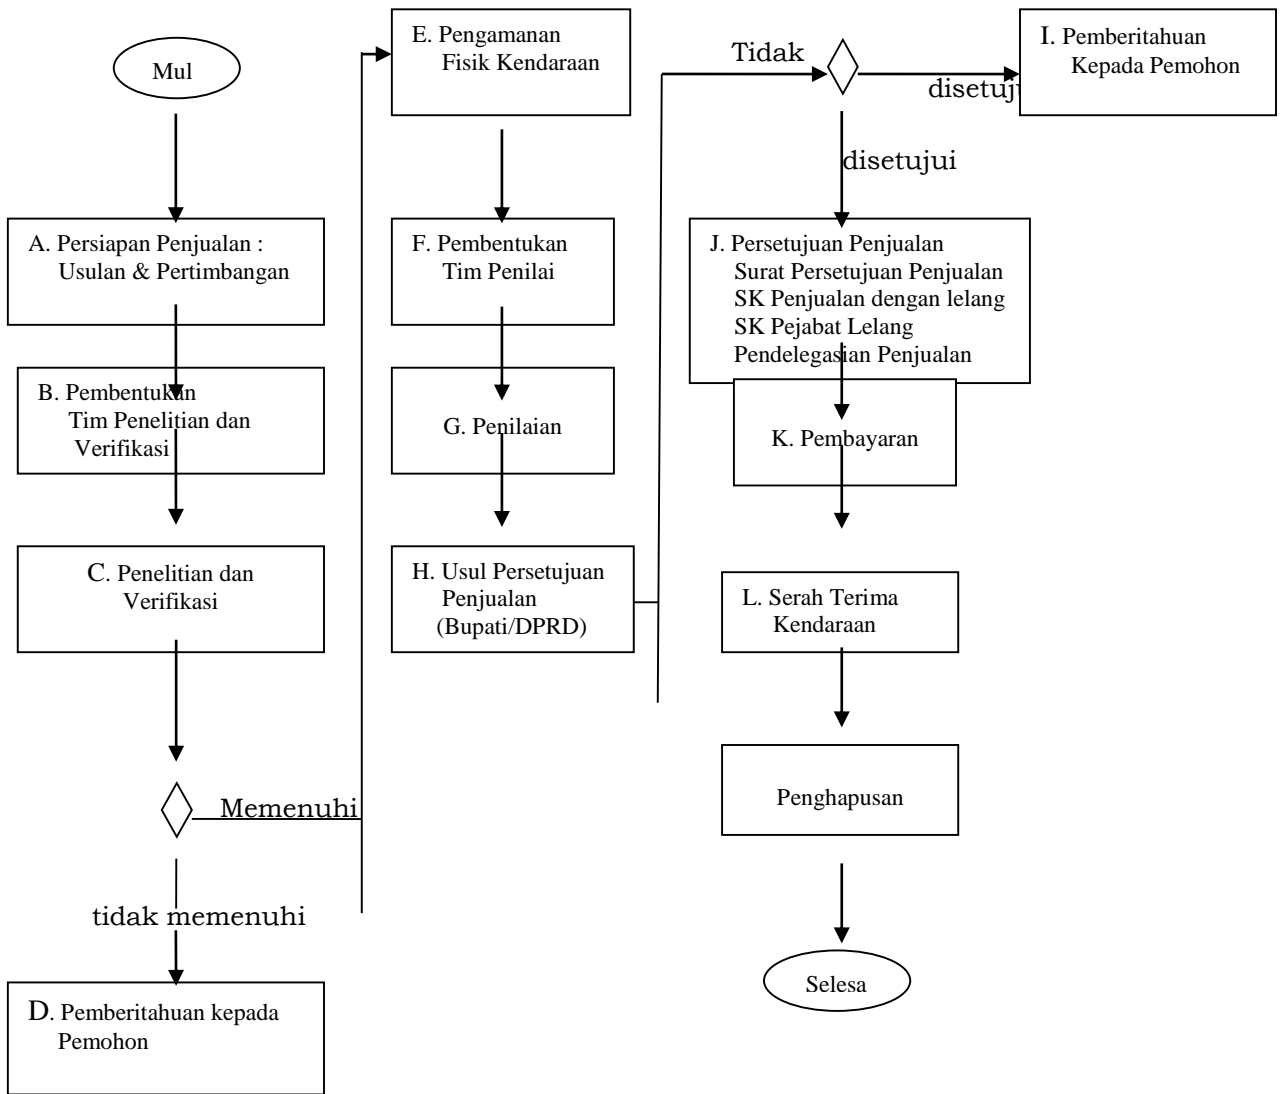 Mul
A. Persiapan Penjualan :
Usulan & Pertimbangan
B. Pembentukan
Tim Penelitian dan
Verifikasi
C. Penelitian dan
Verifikasi
Memenuhi
tidak memenuhi
D. Pemberitahuan kepada
Pemohon
E. Pengamanan
Fisik Kendaraan
F. Pembentukan
Tim Penilai
G. Penilaian
H. Usul Persetujuan
Penjualan
(Bupati/DPRD)
Tidak
disetuju
I. Pemberitahuan
Kepada Pemohon
disetujui
J. Persetujuan Penjualan
Surat Persetujuan Penjualan
SK Penjualan dengan lelang
SK Pejabat Lelang
Pendelegasian Penjualan
K. Pembayaran
L. Serah Terima
Kendaraan
Penghapusan
Selesa